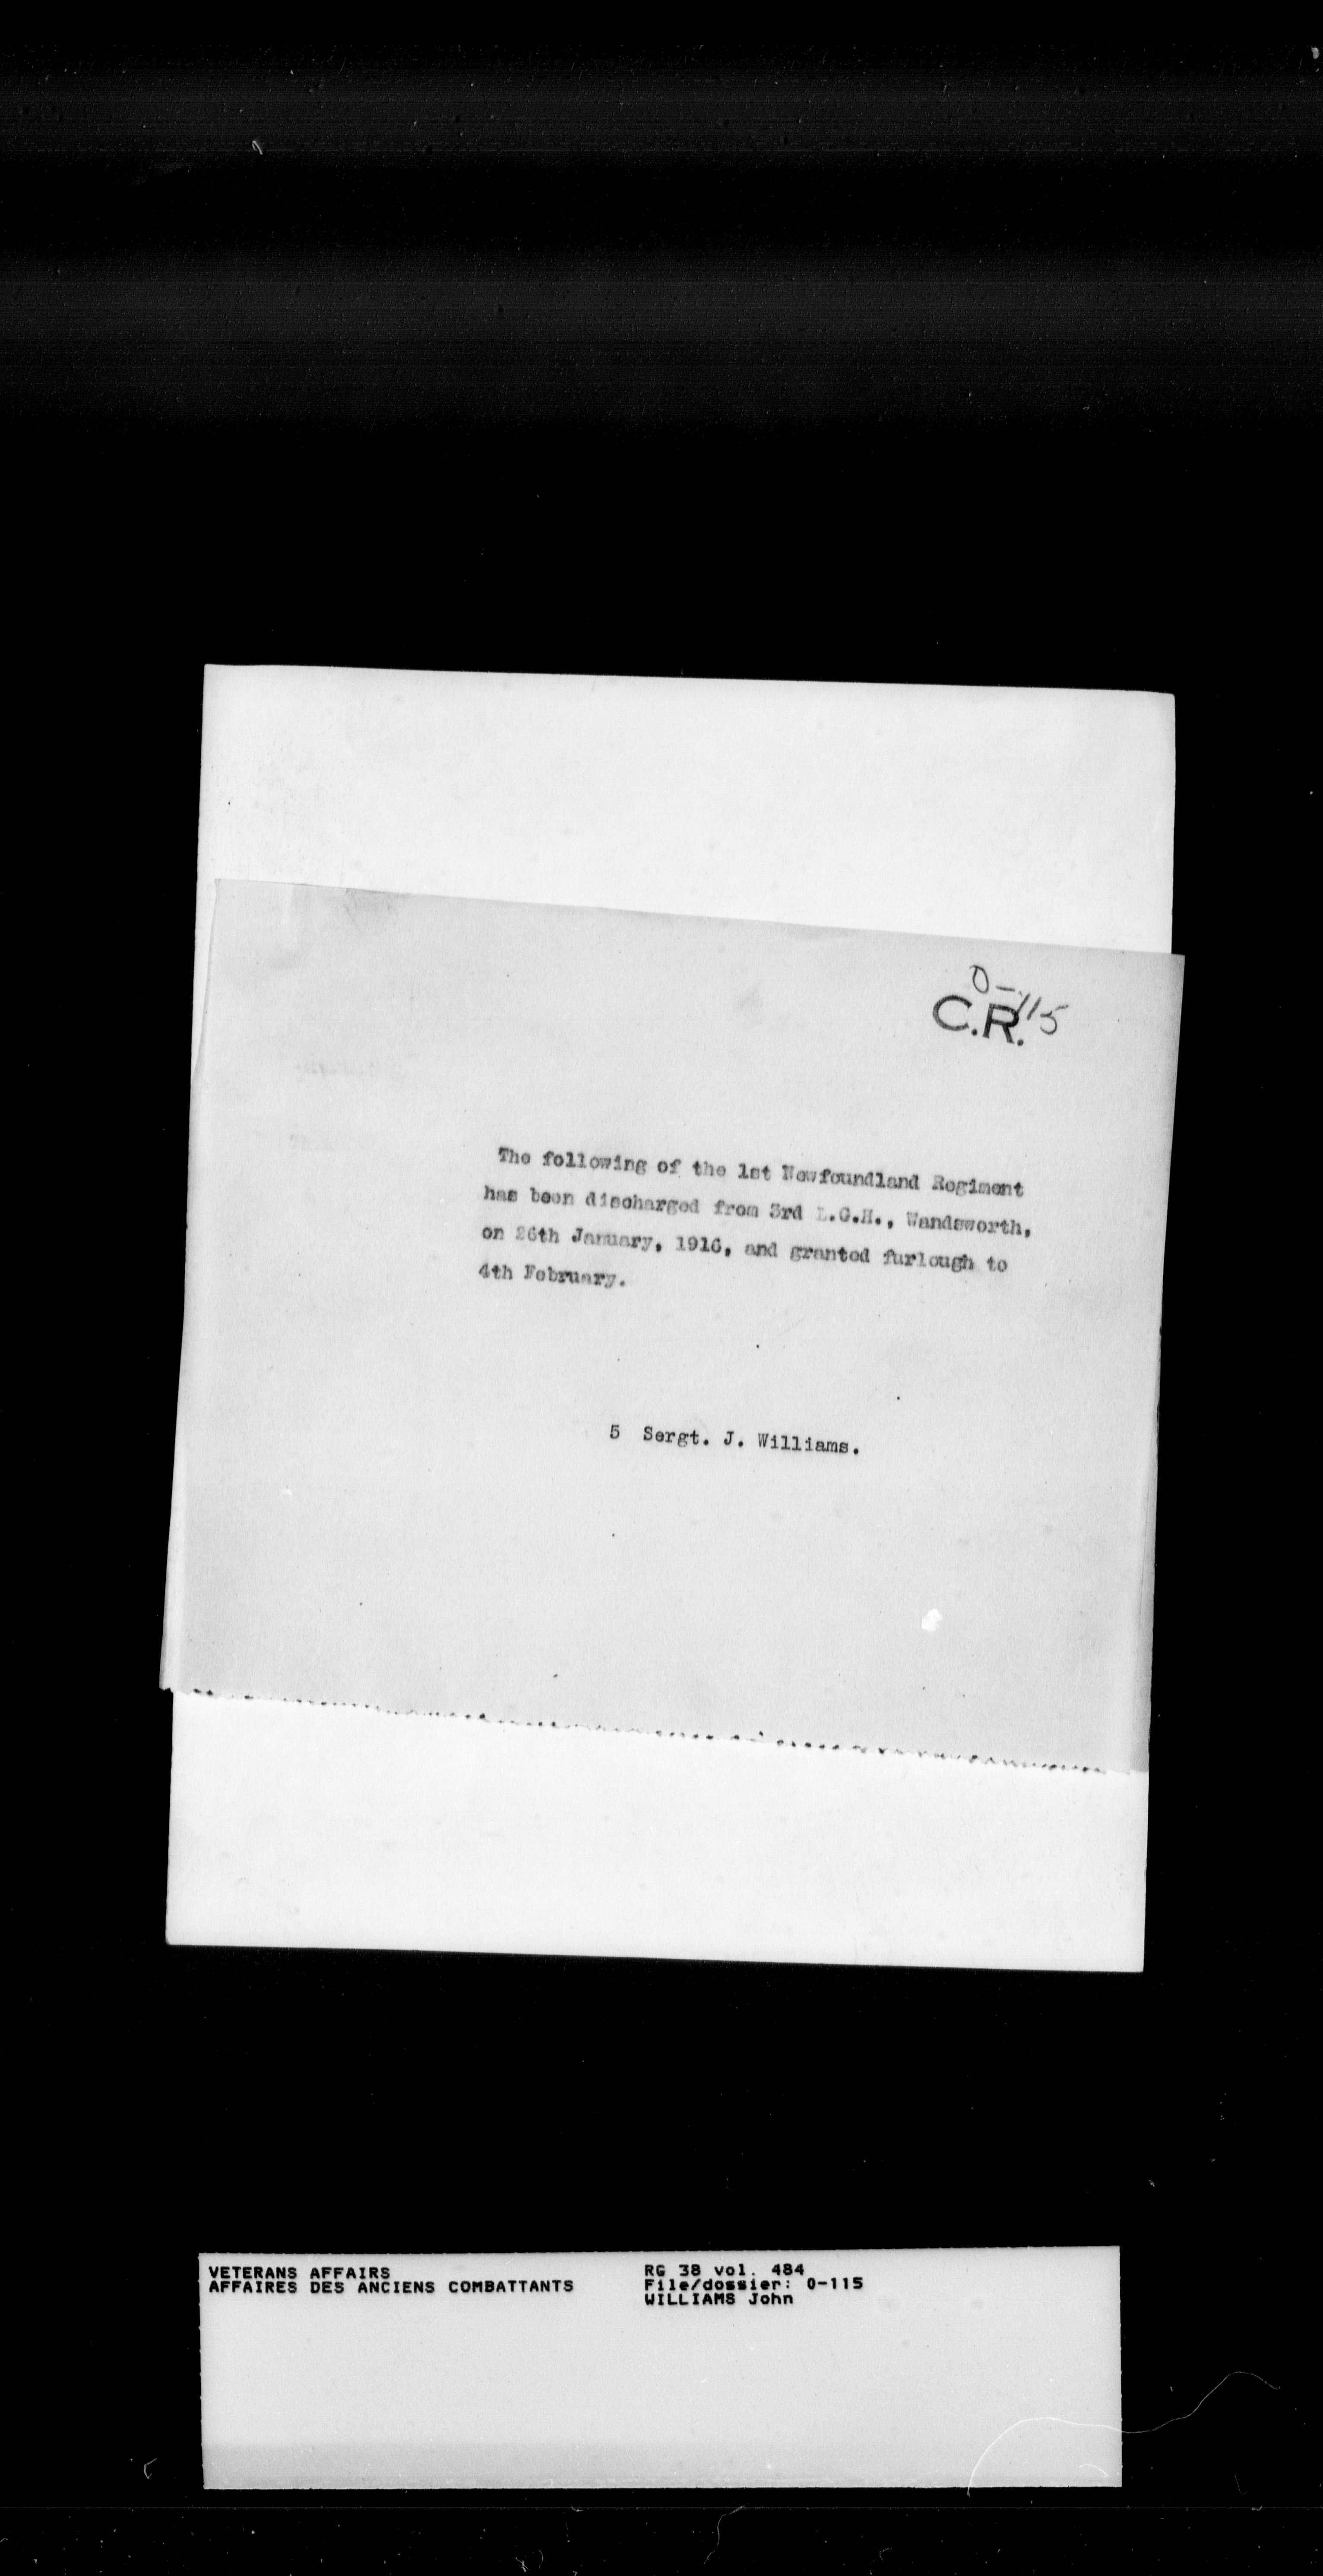 0-115
C.R.
The following of the 1st Newfoundland Regiment
has been discharged from 3rd L.G.H., Wandsworth,
on 26th January, 1916, and granted furlough to
4th February.
5 Sergt. J. Williams.
VETERANS AFFAIRS
AFFAIRES DES ANCIENS COMBATTANTS
RG 38 vol. 484
File/dossier: 0-115
WILLIAMS John